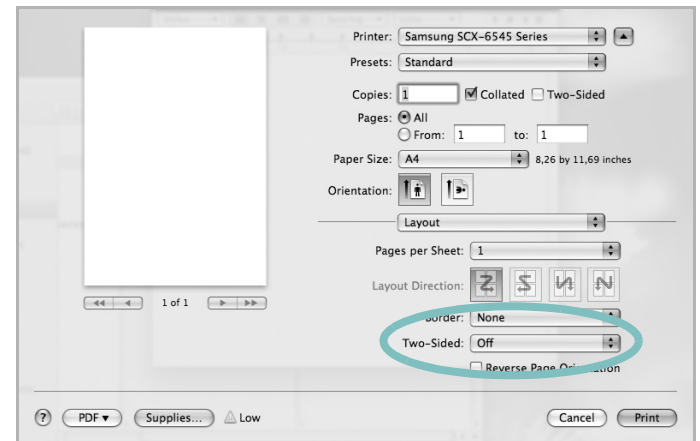 Printer: Samsung SCX-6545 Series
Presets: Standard
Copies: 1 Collated Two-Sided
Pages: All
From: 1 to: 1
Paper Size: A4 8,26 by 11,69 inches
Orientation:
Layout
Pages per Sheet: 1
Layout Direction:
Border: None
Two-Sided: Off
Reverse Page Orientation
1 of 1
? PDF Supplies... Low Cancel Print